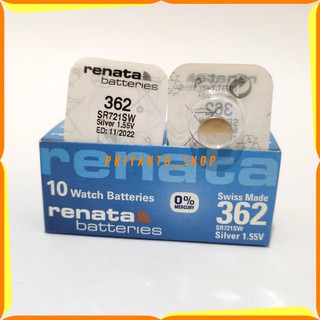 renata
batteries
362
SR721SW
Silver 1.55V
ED: 11/2022
362
renata
PRIYANTO SHOP
10 Watch Batteries
renata
batteries
0%
MERCURY
Swiss Made
362
SR721SW
Silver 1.55V